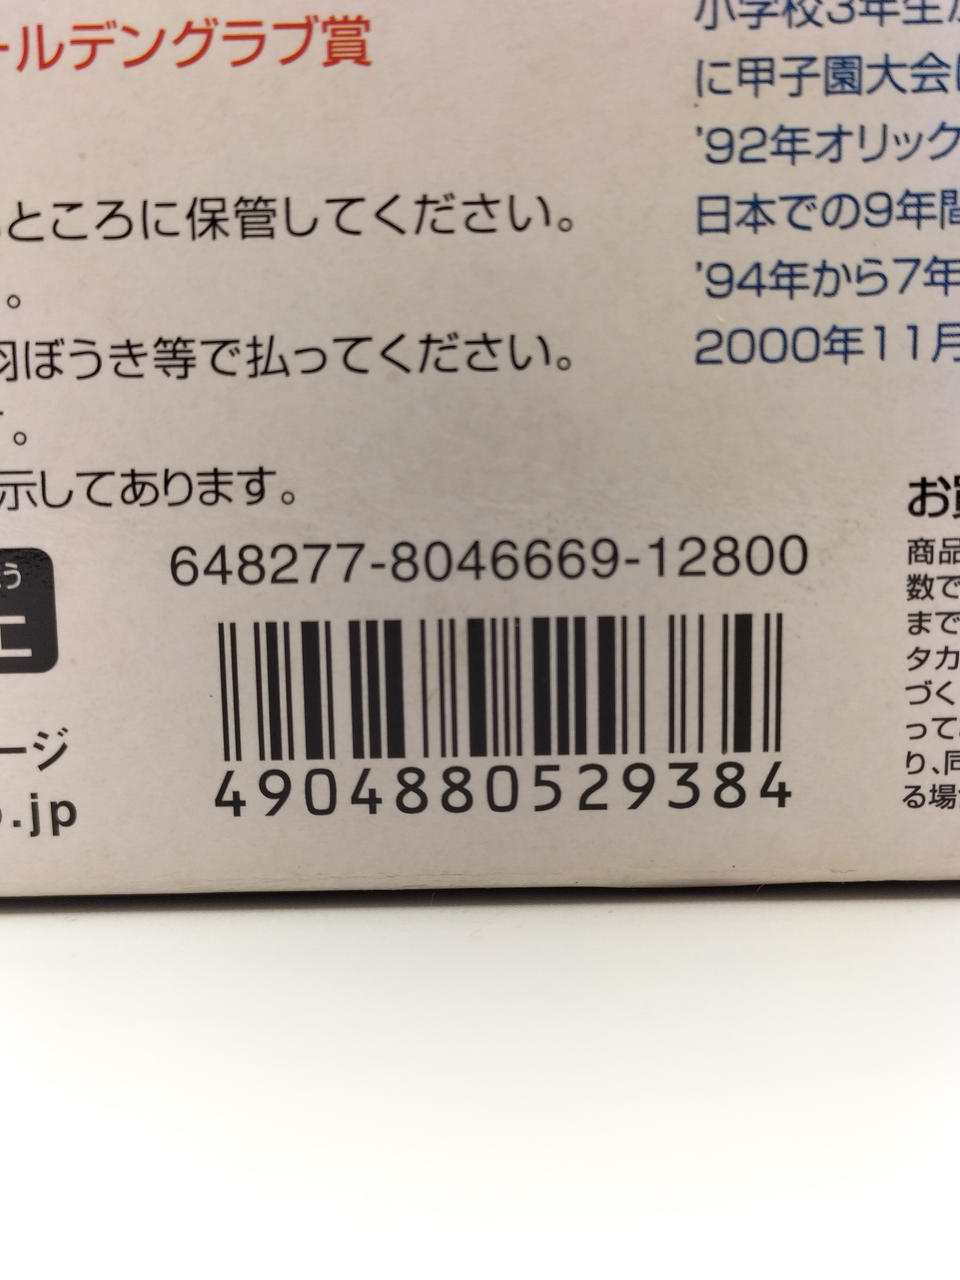 ールデングラブ賞
ところに保管してください。
。
羽ぼうき等で払ってください。
。
示してあります。
648277-8046669-12800
4904880529384
ージ
.jp
小学校3年生
に甲子園大会
'92年オリック
日本での9年間
'94年から7年
2000年11月
お買
商品
数で
まで
タカ
づく
って
り、同
る場